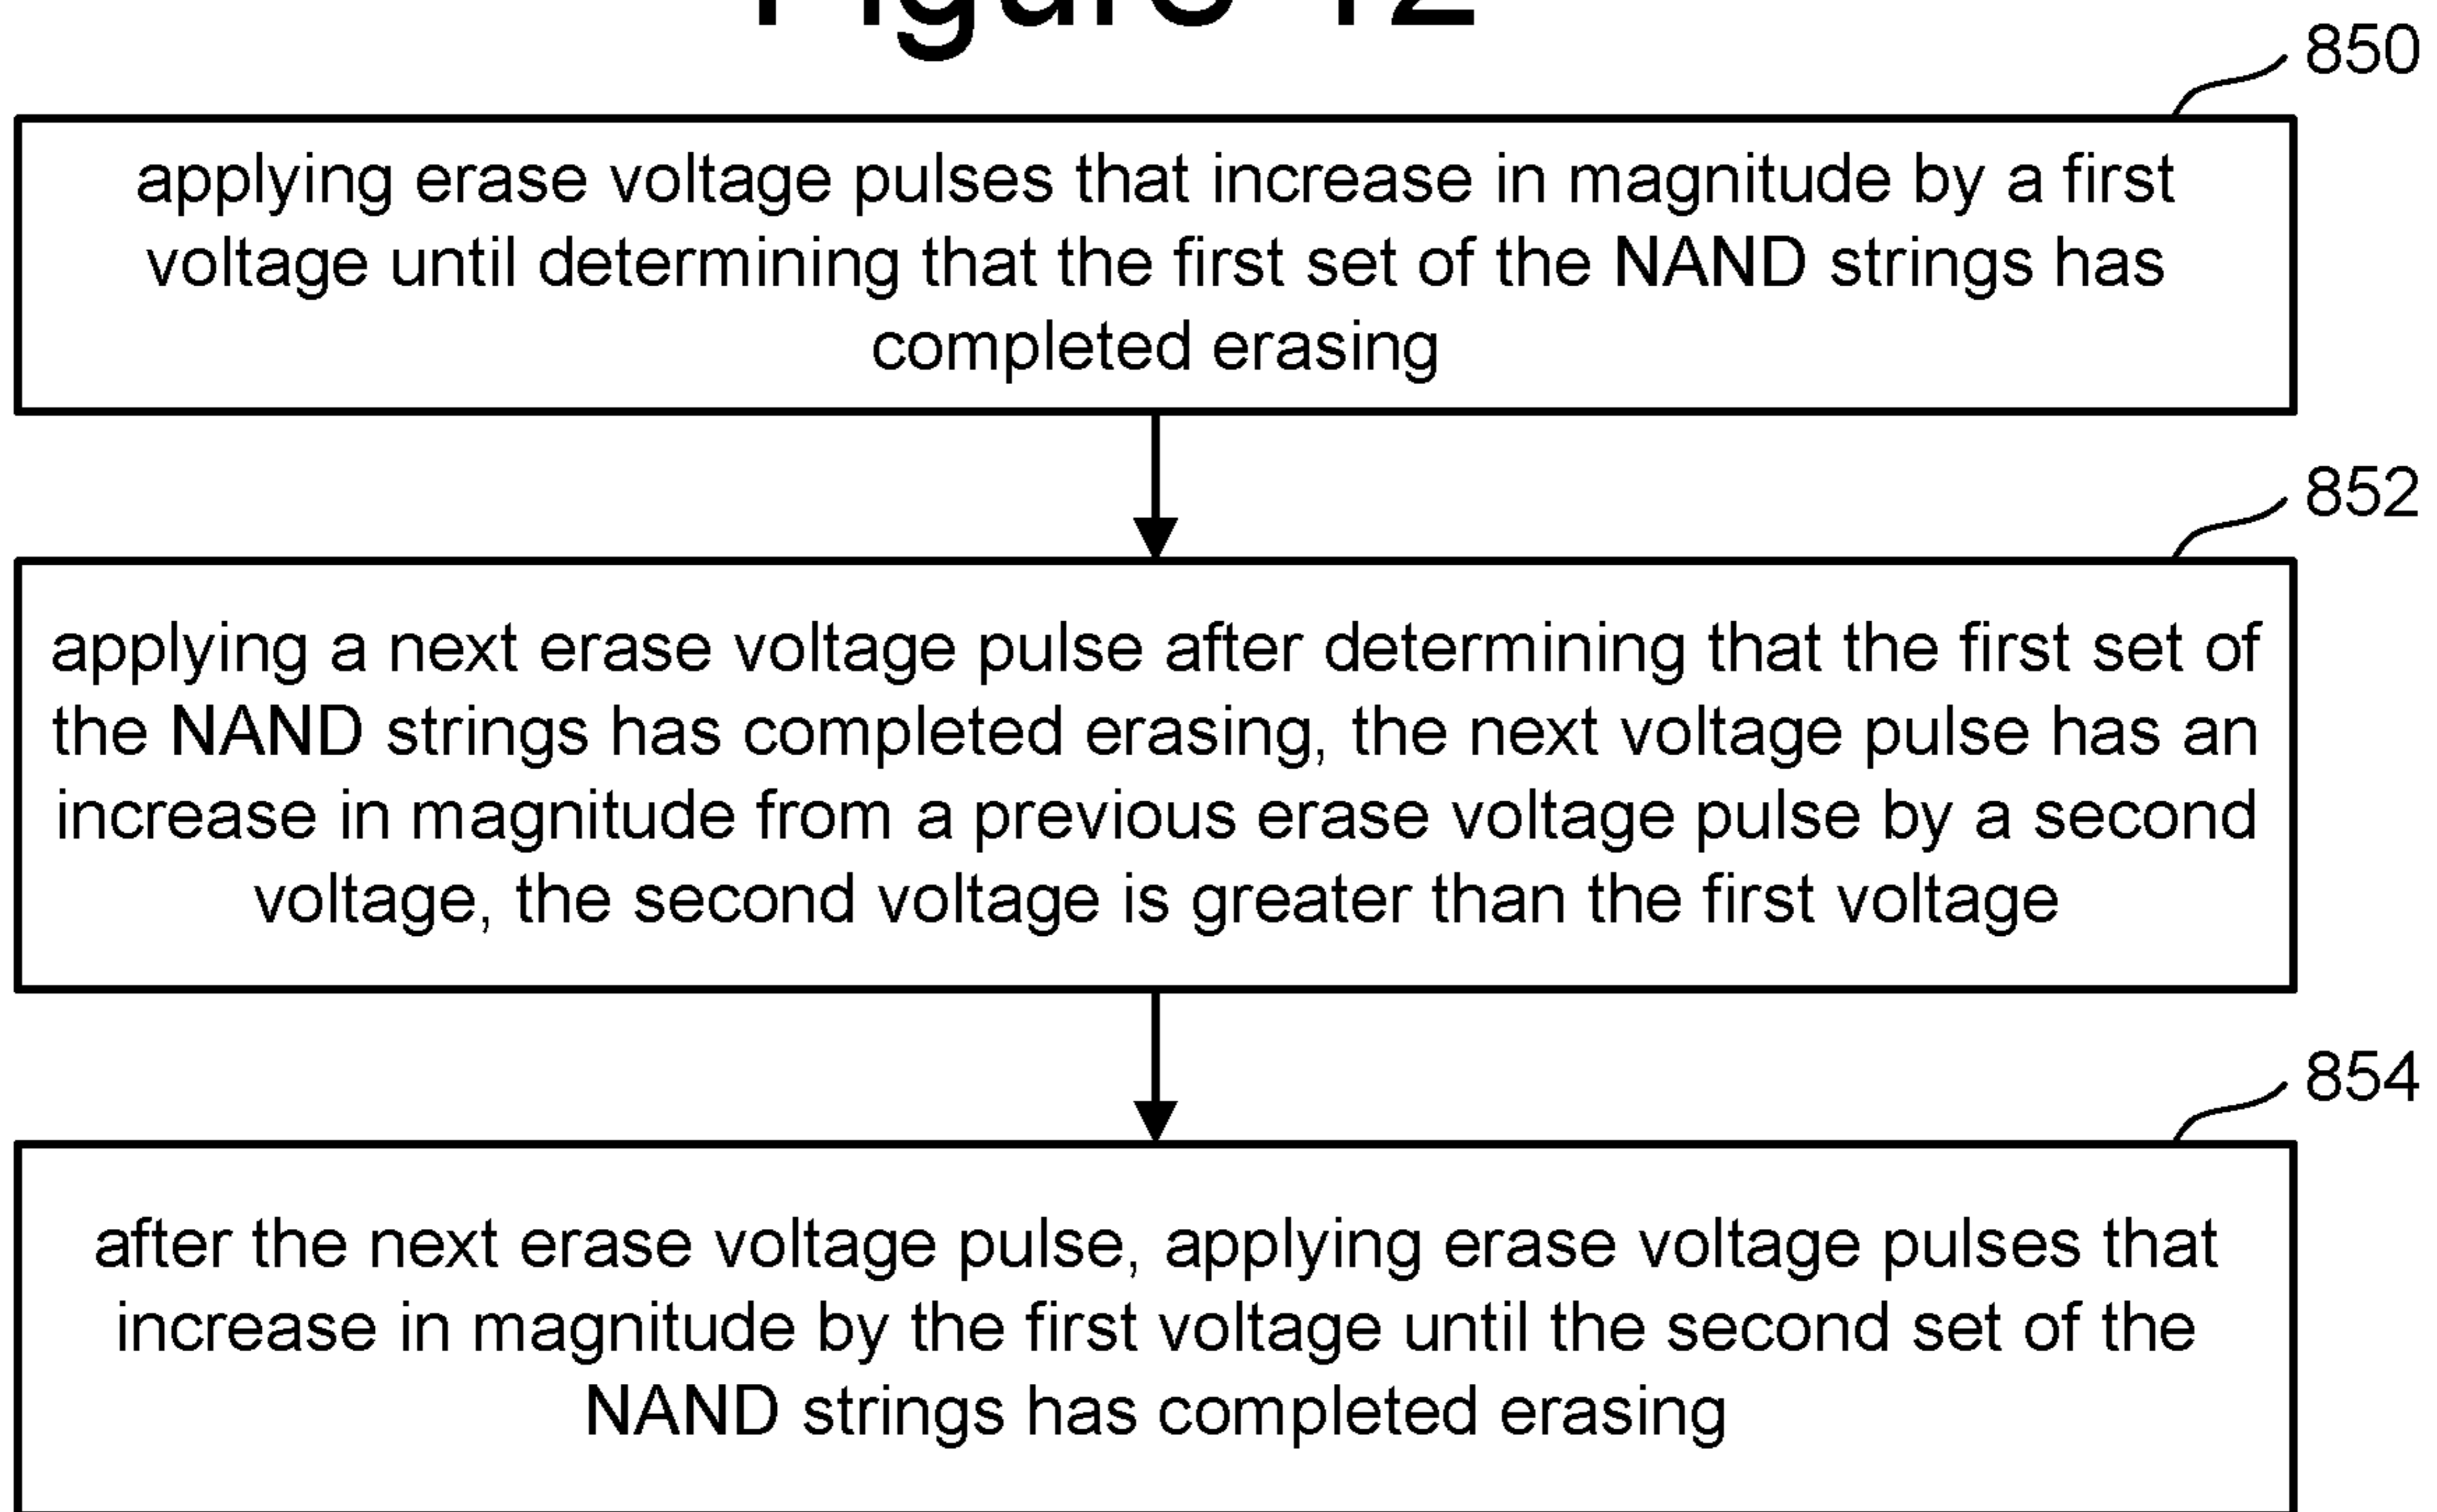 Figure 12
850
applying erase voltage pulses that increase in magnitude by a first
voltage until determining that the first set of the NAND strings has
completed erasing
852
applying a next erase voltage pulse after determining that the first set of
the NAND strings has completed erasing, the next voltage pulse has an
increase in magnitude from a previous erase voltage pulse by a second
voltage, the second voltage is greater than the first voltage
854
after the next erase voltage pulse, applying erase voltage pulses that
increase in magnitude by the first voltage until the second set of the
NAND strings has completed erasing